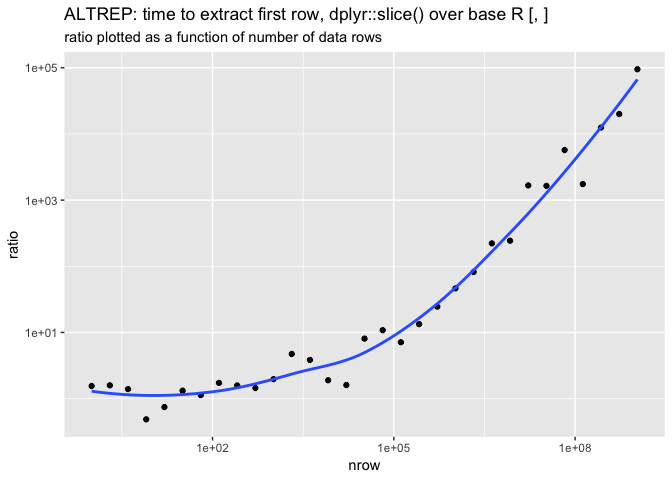 ALTREP: time to extract first row, dplyr::slice() over base R [, ]
ratio plotted as a function of number of data rows
1e+05
1e+03
1e+01
ratio
1e+02 1e+05 1e+08
nrow